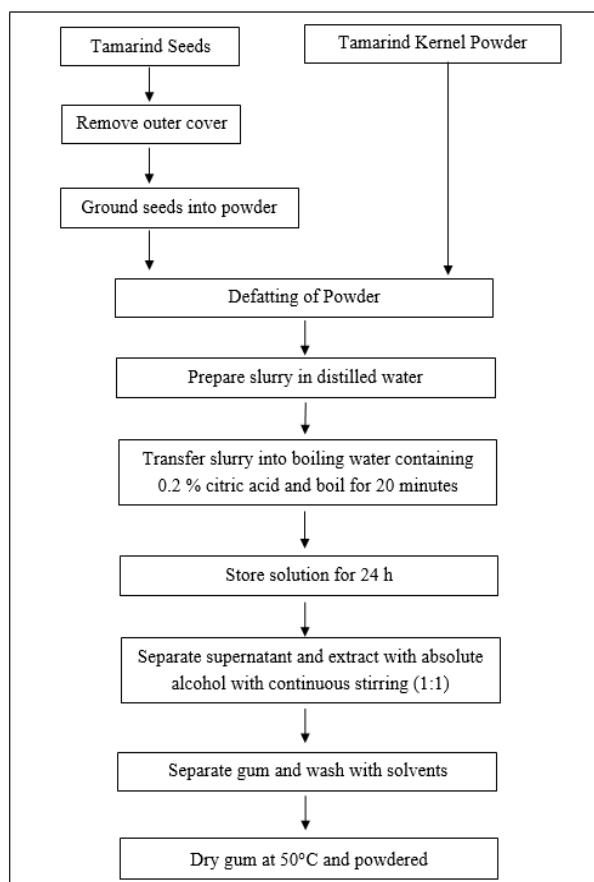 Tamarind Seeds
Tamarind Kernel Powder
Remove outer cover
Ground seeds into powder
Defatting of Powder
Prepare slurry in distilled water
Transfer slurry into boiling water containing
0.2 % citric acid and boil for 20 minutes
Store solution for 24 h
Separate supernatant and extract with absolute
alcohol with continuous stirring (1:1)
Separate gum and wash with solvents
Dry gum at 50°C and powdered